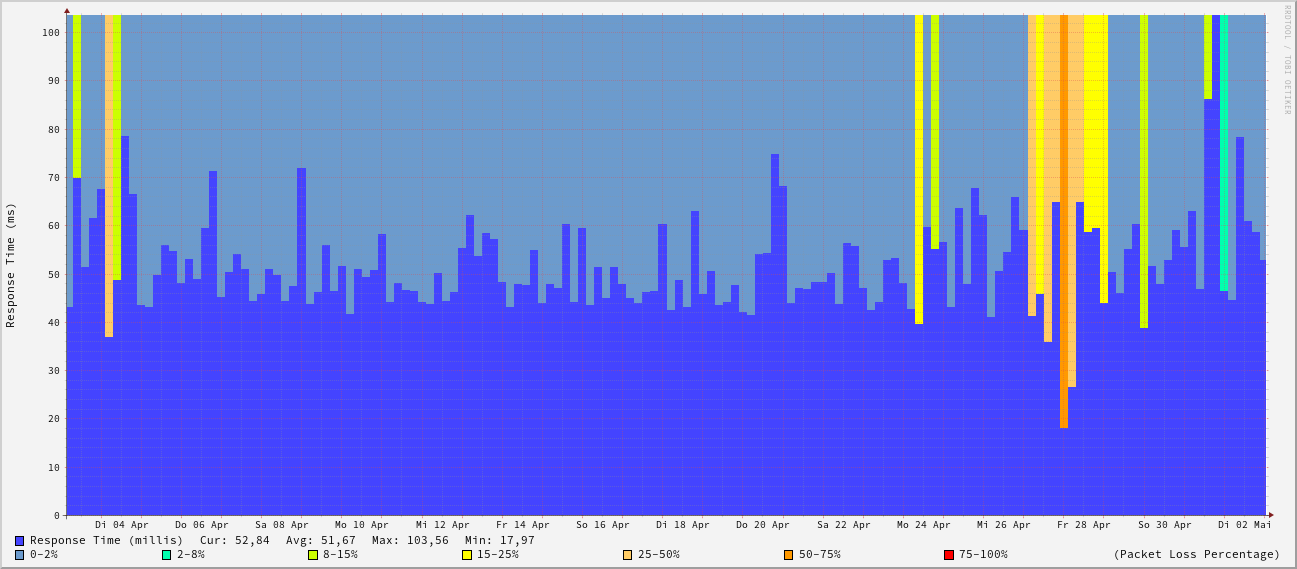 RRDTOOL / TOBI OETIKER
Response Time (ms)
100
90
80
70
60
50
40
30
20
10
0
Di 04 Apr Do 06 Apr Sa 08 Apr Mo 10 Apr Mi 12 Apr Fr 14 Apr So 16 Apr Di 18 Apr Do 20 Apr Sa 22 Apr Mo 24 Apr Mi 26 Apr Fr 28 Apr So 30 Apr Di 02 Mai
Response Time (millis) Cur: 52,84 Avg: 51,67 Max: 103,56 Min: 17,97
0-2% 2-8% 8-15% 15-25% 25-50% 50-75% 75-100% (Packet Loss Percentage)